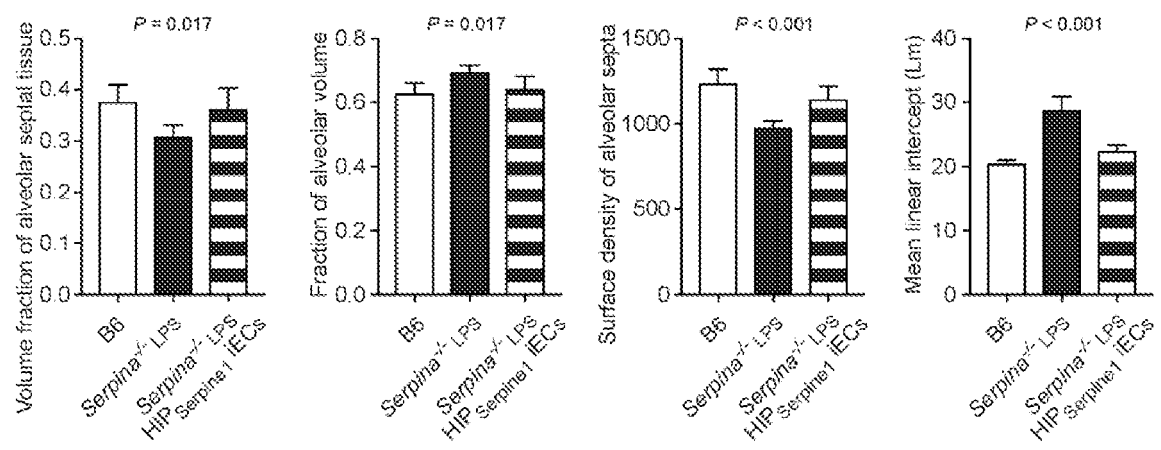 P = 0.017
Volume fraction of alveolar septal tissue
0.5
0.4
0.3
0.2
0.1
0.0
B6
Serpina-/- LPS
Serpina-/- LPS
HIP Serpine1 iECs
P = 0.017
Fraction of alveolar volume
0.8
0.6
0.4
0.2
0.0
B6
Serpina-/- LPS
Serpina-/- LPS
HIP Serpine1 iECs
P < 0.001
Surface density of alveolar septa
1500
1000
500
0
B6
Serpina-/- LPS
Serpina-/- LPS
HIP Serpine1 iECs
P < 0.001
Mean linear intercept (Lm)
40
30
20
10
0
B6
Serpina-/- LPS
Serpina-/- LPS
HIP Serpine1 iECs